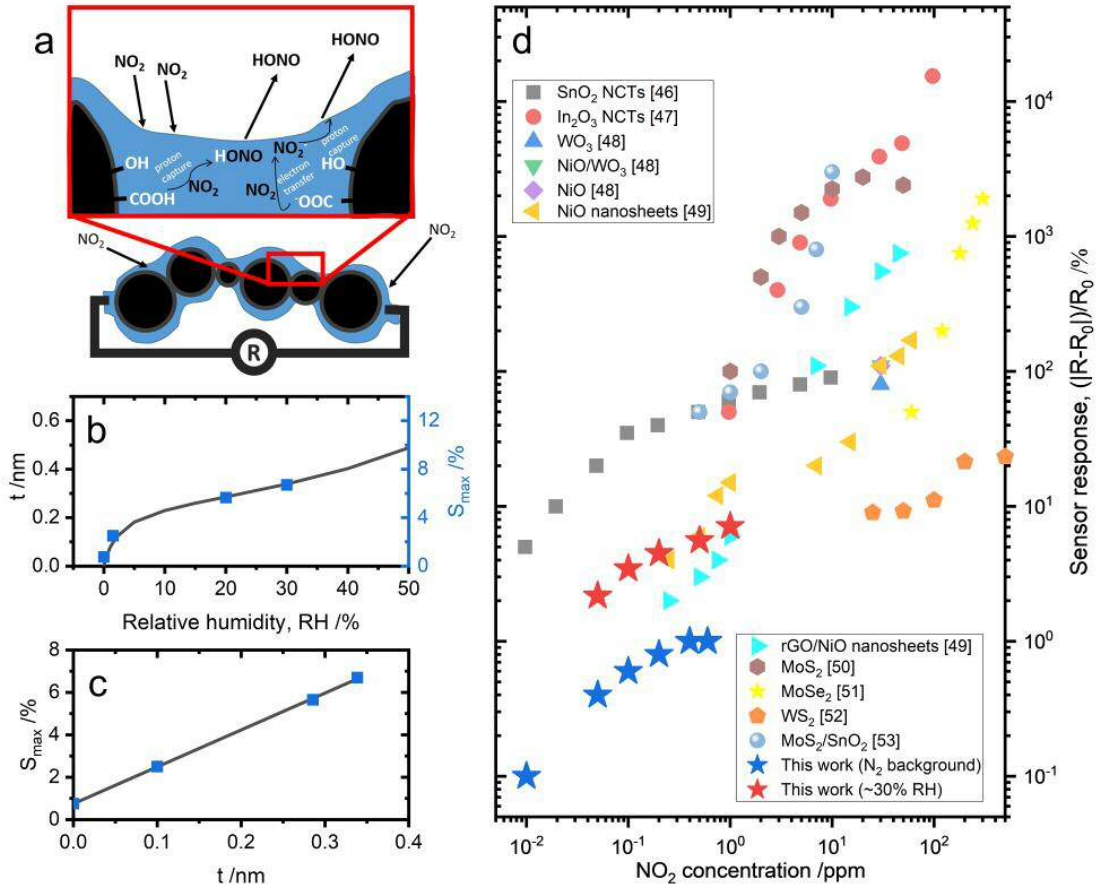 a
NO₂
NO₂
HONO
HONO
OH
proton capture
HONO
NO₂
NO₂⁻
proton capture
HO
COOH
NO₂
electron transfer
⁻OOC
NO₂
NO₂
R
b
t /nm
0.6
0.4
0.2
0.0
12
8
4
0
Sₘₐₓ /%
0 10 20 30 40 50
Relative humidity, RH /%
c
Sₘₐₓ /%
8
6
4
2
0
0.0 0.1 0.2 0.3 0.4
t /nm
d
SnO₂ NCTs [46]
In₂O₃ NCTs [47]
WO₃ [48]
NiO/WO₃ [48]
NiO [48]
NiO nanosheets [49]
rGO/NiO nanosheets [49]
MoS₂ [50]
MoSe₂ [51]
WS₂ [52]
MoS₂/SnO₂ [53]
This work (N₂ background)
This work (~30% RH)
10⁴
10³
10²
10¹
10⁰
10⁻¹
Sensor response, (|R-R₀|)/R₀ /%
10⁻² 10⁻¹ 10⁰ 10¹ 10²
NO₂ concentration /ppm